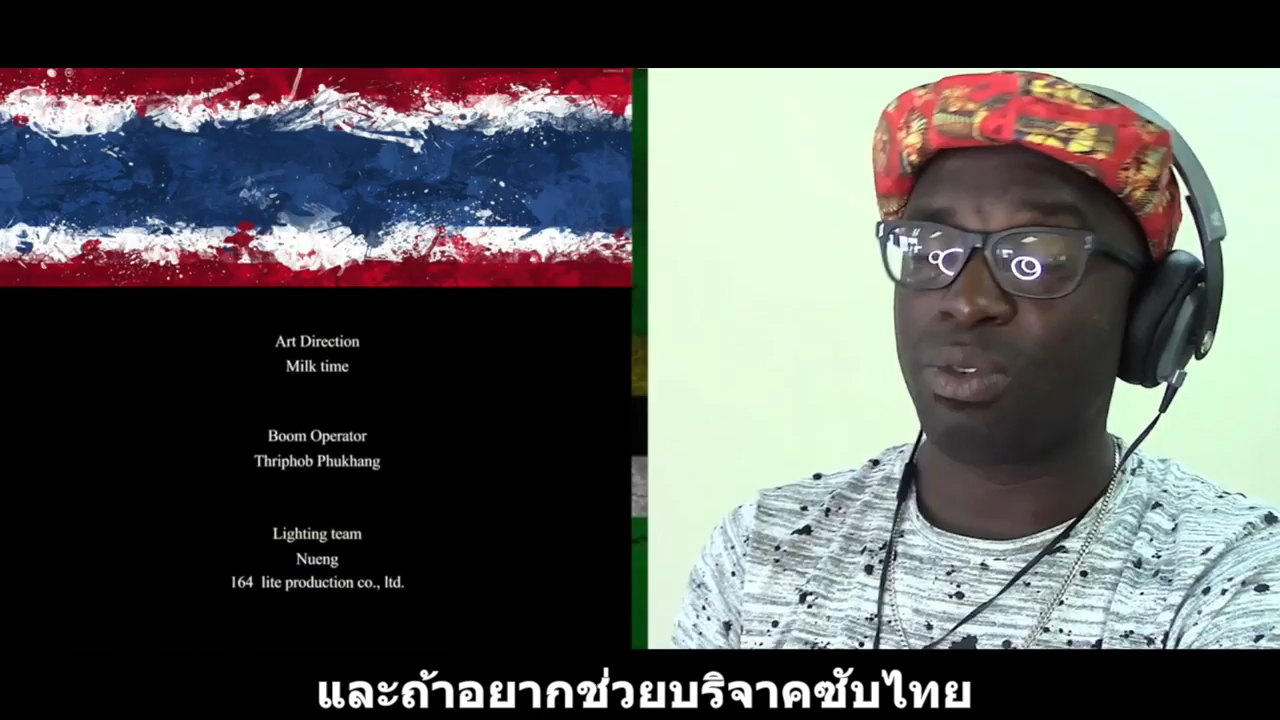 Art Direction
Milk time
Boom Operator
Thriphob Phukhang
Lighting team
Nueng
164 lite production co., ltd.
และถ้าอยากช่วยบริจาคซับไทย